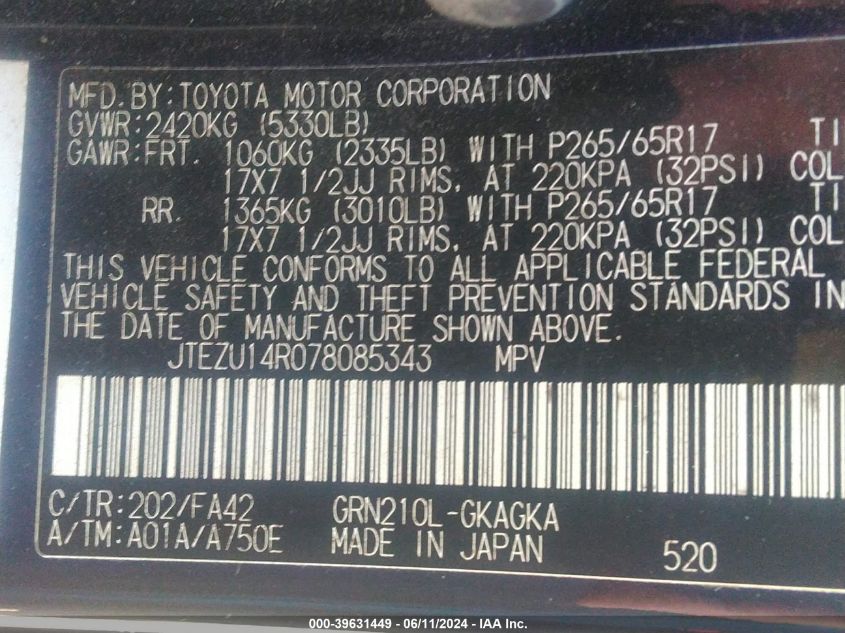 MFD. BY: TOYOTA MOTOR CORPORATION
GVWR: 2420KG (5330LB)
GAWR: FRT. 1060KG (2335LB) WITH P265/65R17 TI
17X7 1/2JJ RIMS, AT 220KPA (32PSI) COL
RR. 1365KG (3010LB) WITH P265/65R17 TI
17X7 1/2JJ RIMS, AT 220KPA (32PSI) COL
THIS VEHICLE CONFORMS TO ALL APPLICABLE FEDERAL
VEHICLE SAFETY AND THEFT PREVENTION STANDARDS IN
THE DATE OF MANUFACTURE SHOWN ABOVE.
JTEZU14R078085343 MPV
C/TR: 202/FA42 GRN210L-GKAGKA
A/TM: A01A/A750E MADE IN JAPAN 520
000-39631449 - 06/11/2024 - IAA Inc.